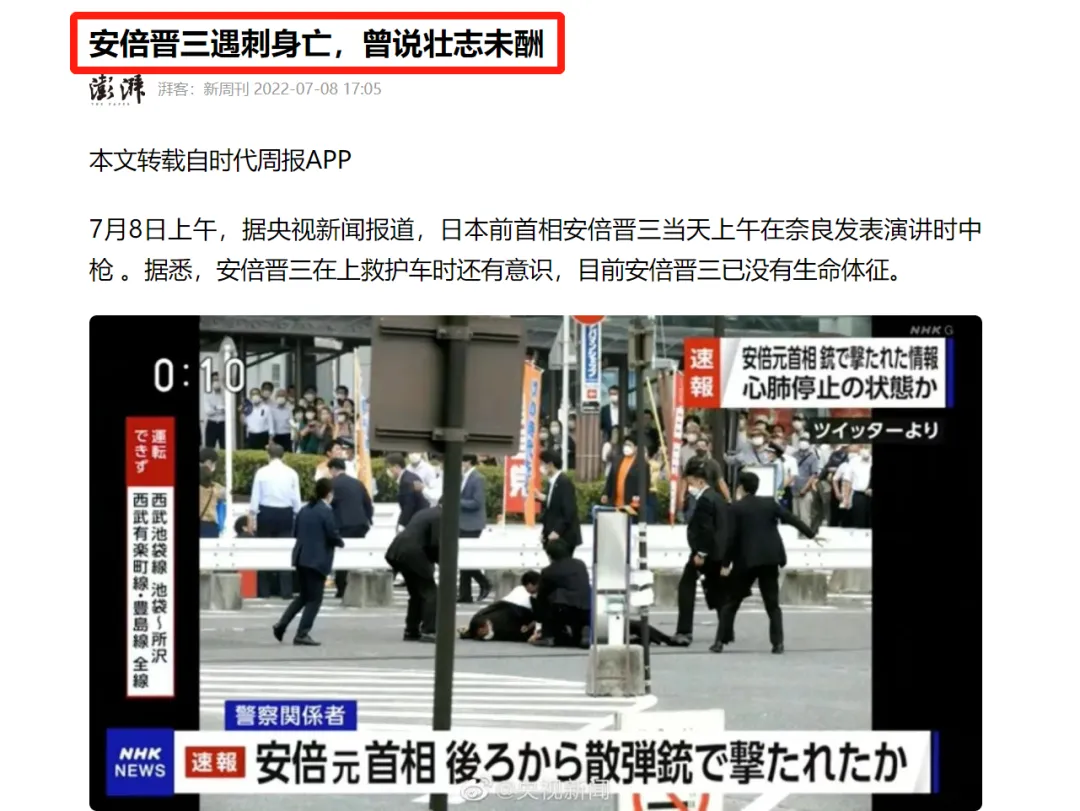 安倍晋三遇刺身亡，曾说壮志未酬
澎湃
THE PAPER
湃客：新周刊 2022-07-08 17:05
本文转载自时代周报APP
7月8日上午，据央视新闻报道，日本前首相安倍晋三当天上午在奈良发表演讲时中
枪 。据悉，安倍晋三在上救护车时还有意识，目前安倍晋三已没有生命体征。
NHK G
0:10
速報
安倍元首相 銃で撃たれた情報
心肺停止の状態か
ツイッターより
運転
できず
西武池袋線 池袋～所沢
西武有楽町線・豊島線 全線
党
警察関係者
NHK
NEWS
速報
安倍元首相 後ろから散弾銃で撃たれたか
@央视新闻